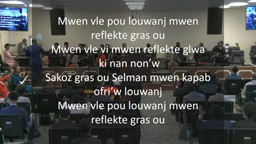 Mwen vle pou louwanj mwen
reflekte gras ou
Mwen vle vi mwen reflekte glwa
ki nan non'w
Sakoz gras ou Selman mwen kapab
ofri'w louwanj
Mwen vle pou louwanj mwen
reflekte gras ou